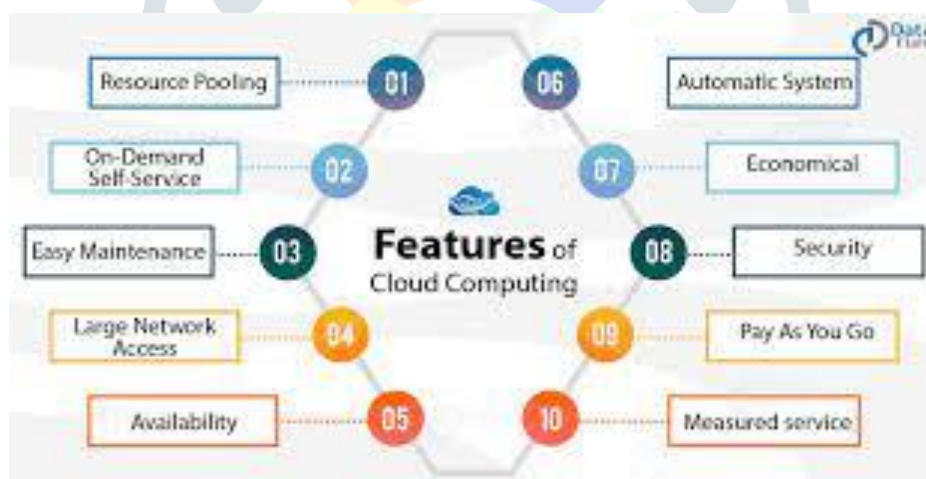 Data
Resource Pooling
01
On-Demand
Self-Service
02
Easy Maintenance
03
Large Network
Access
04
Availability
05
Features of
Cloud Computing
06
Automatic System
07
Economical
08
Security
09
Pay As You Go
10
Measured service